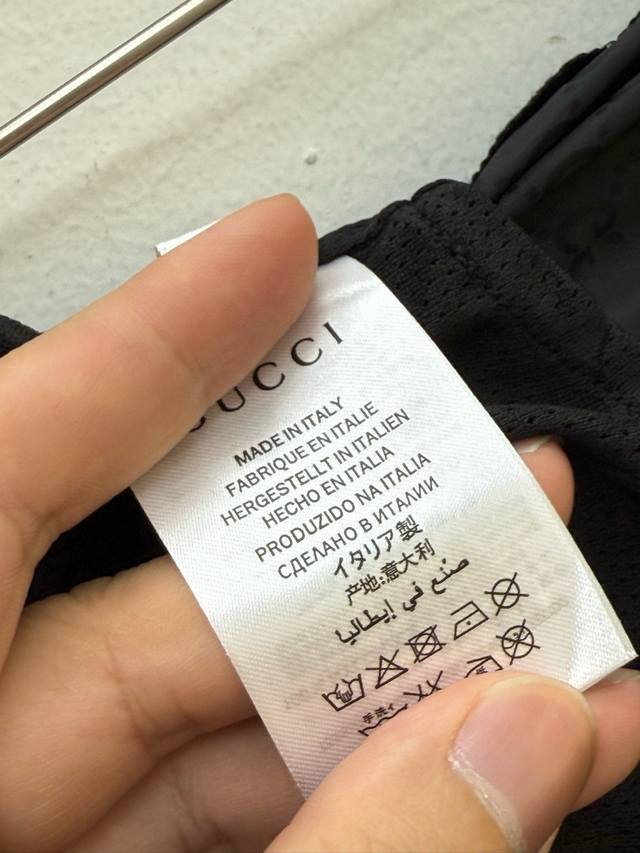 GUCCI
MADE IN ITALY
FABRIQUE EN ITALIE
HERGESTELLT IN ITALIEN
HECHO EN ITALIA
PRODUZIDO NA ITALIA
СДЕЛАНО В ИТАЛИИ
イタリア製
产地:意大利
صنع في إيطاليا